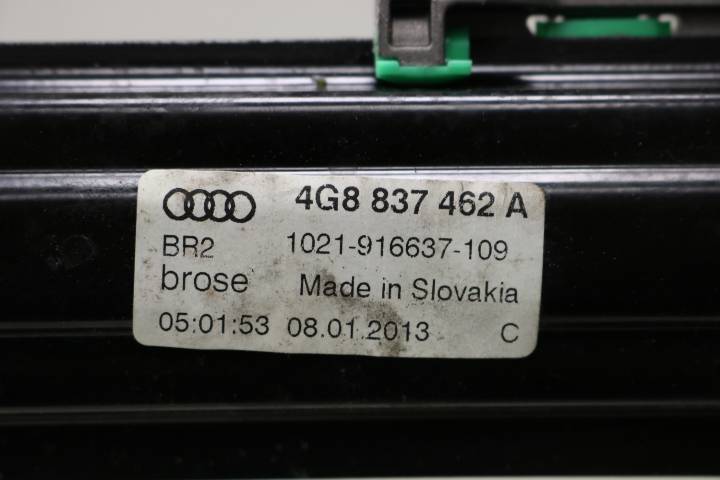 4G8 837 462 A
BR2 1021-916637-109
brose Made in Slovakia
05:01:53 08.01.2013 C